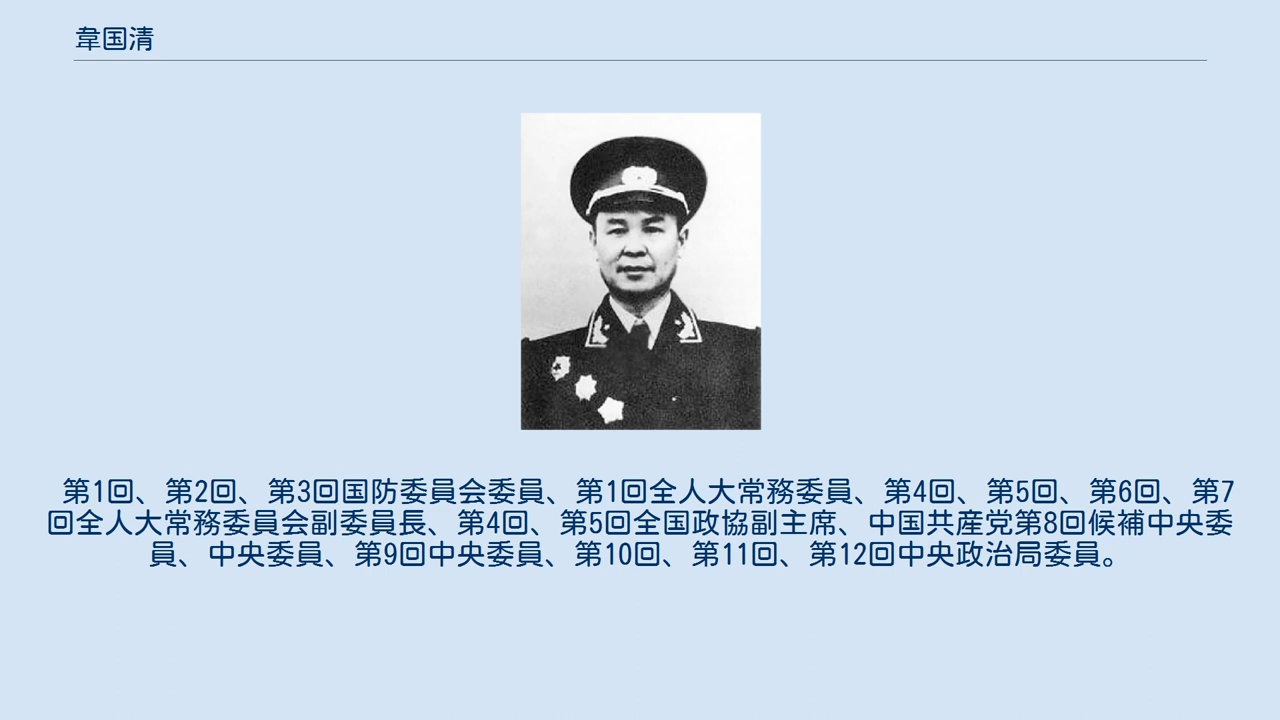 韋国清
第1回、第2回、第3回国防委員会委員、第1回全人大常務委員、第4回、第5回、第6回、第7
回全人大常務委員会副委員長、第4回、第5回全国政協副主席、中国共産党第8回候補中央委
員、中央委員、第9回中央委員、第10回、第11回、第12回中央政治局委員。